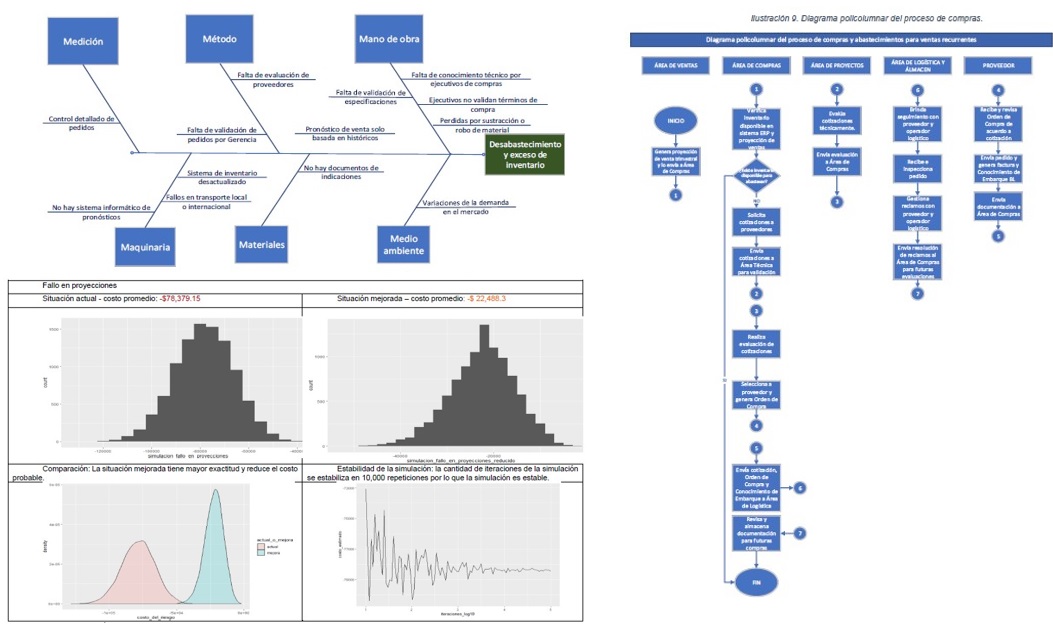 Medición
Método
Mano de obra
Falta de evaluación de
proveedores
Falta de conocimiento técnico por
ejecutivos de compras
Falta de validación de
especificaciones
Ejecutivos no validan términos de
compra
Control detallado de
pedidos
Falta de validación de
pedidos por Gerencia
Pronóstico de venta solo
basada en históricos
Perdidas por sustracción o
robo de material
Desabastecimiento
y exceso de
inventario
Sistema de inventario
desactualizado
No hay documentos de
indicaciones
Fallos en transporte local
o internacional
No hay sistema informático de
pronósticos
Variaciones de la demanda
en el mercado
Maquinaria
Materiales
Medio
ambiente
Fallo en proyecciones
Situación actual - costo promedio: -$78,379.15
Situación mejorada – costo promedio: -$ 22,488.3
count
simulacion_fallo_en_proyecciones
count
simulacion_fallo_en_proyecciones_reducido
Comparación: La situación mejorada tiene mayor exactitud y reduce el costo
probable.
Estabilidad de la simulación: la cantidad de iteraciones de la simulación
se estabiliza en 10,000 repeticiones por lo que la simulación es estable.
density
costo_del_riesgo
actual_o_mejora
actual
mejora
iteraciones_log10
Ilustración 9. Diagrama policolumnar del proceso de compras.
Diagrama policolumnar del proceso de compras y abastecimientos para ventas recurrentes
ÁREA DE VENTAS
ÁREA DE COMPRAS
ÁREA DE PROYECTOS
ÁREA DE LOGÍSTICA Y
ALMACEN
PROVEEDOR
INICIO
Genera proyección
de venta trimestral
y lo envía a Área
de Compras
1
1
Verifica
inventario
disponible en
sistema ERP y
proyección de
ventas
NO
Solicita
cotizaciones a
proveedores
Envía
cotizaciones a
Área Técnica
para validación
2
3
Realiza
evaluación de
cotizaciones
Selecciona a
proveedor y
genera Orden de
Compra
4
5
Envía cotización,
Orden de
Compra y
Conocimiento de
Embarque a Área
de Logística
6
Revisa y
almacena
documentación
para futuras
compras
7
FIN
2
Evalúa
cotizaciones
técnicamente.
Envía evaluación
a Área de
Compras
3
6
Brinda
seguimiento con
proveedor y
operador
logístico
Recibe e
inspecciona
pedido
Gestiona
reclamos con
proveedor y
operador
logístico
Envía resolución
de reclamos al
Área de Compras
para futuras
evaluaciones
7
4
Recibe y revisa
Orden de
Compra de
acuerdo a
cotización
Envía pedido y
genera factura y
Conocimiento de
Embarque BL
Envía
documentación a
Área de Compras
5